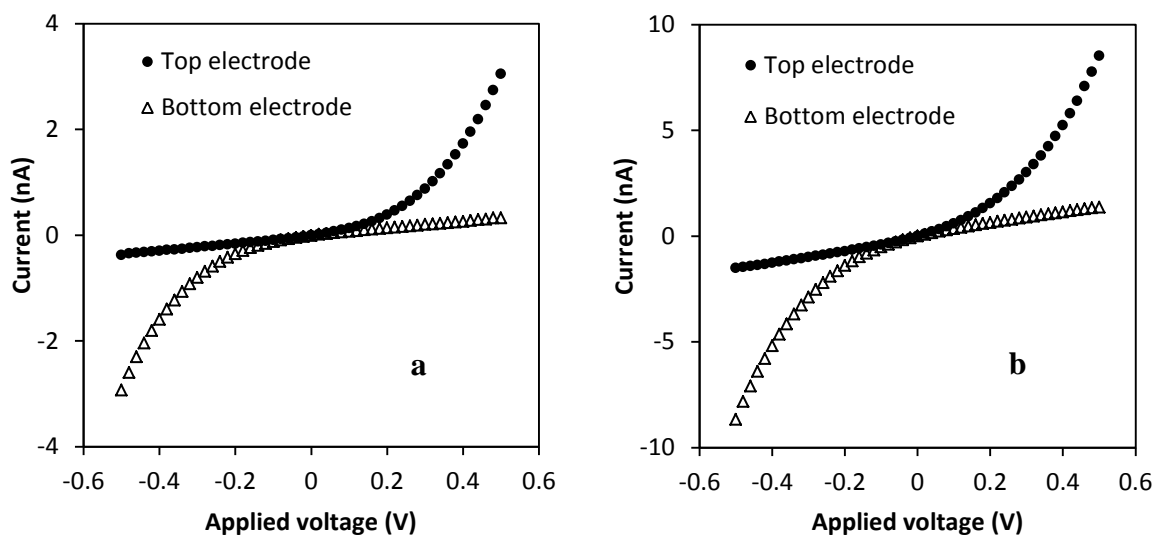 4
2
0
-2
-4
Current (nA)
Top electrode
Bottom electrode
a
-0.6 -0.4 -0.2 0 0.2 0.4 0.6
Applied voltage (V)
10
5
0
-5
-10
Current (nA)
Top electrode
Bottom electrode
b
-0.6 -0.4 -0.2 0 0.2 0.4 0.6
Applied voltage (V)